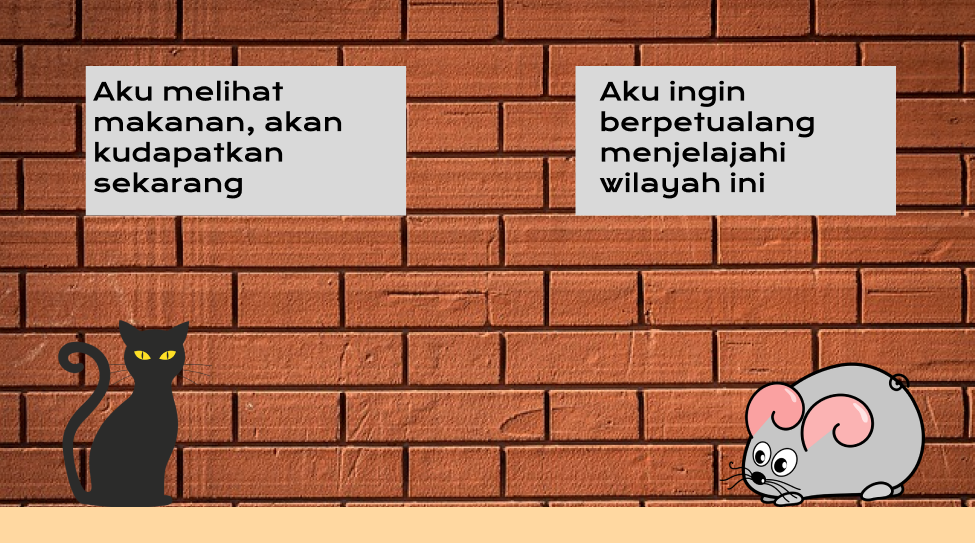 Aku melihat
makanan, akan
kudapatkan
sekarang
Aku ingin
berpetualang
menjelajahi
wilayah ini